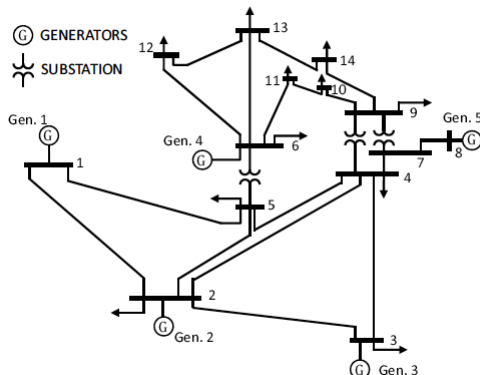 G GENERATORS
SUBSTATION
13
12
14
11
10
Gen. 1
G
9
Gen. 4
G
6
Gen. 5
G
7
8
1
4
5
2
G
Gen. 2
3
G
Gen. 3